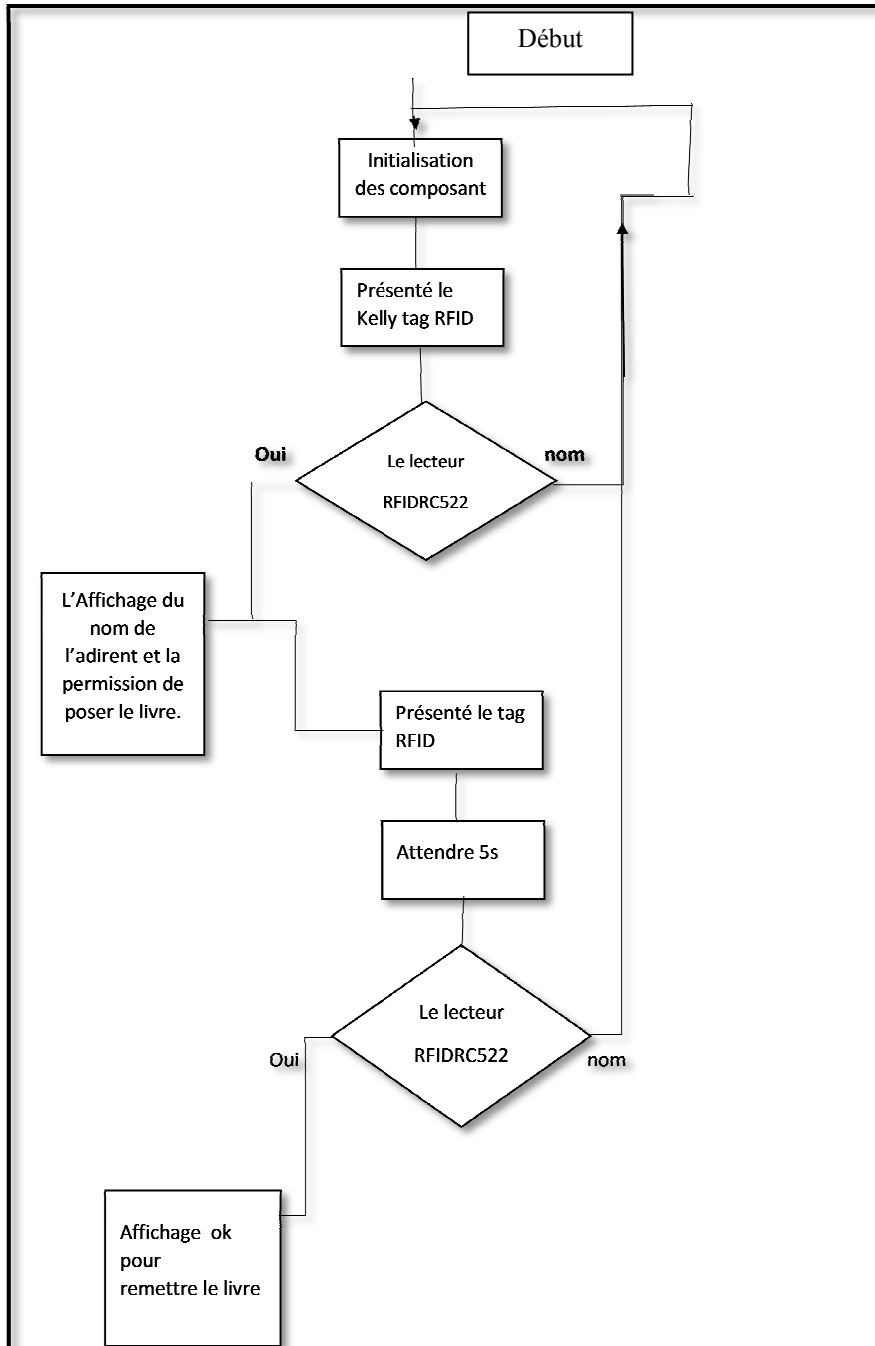 Début
Initialisation
des composant
Présenté le
Kelly tag RFID
Oui
Le lecteur
nom
RFIDRC522
L'Affichage du
nom de
l'adirent et la
permission de
poser le livre.
Présenté le tag
RFID
Attendre 5s
Le lecteur
RFIDRC522
Oui
nom
Affichage ok
pour
remettre le livre